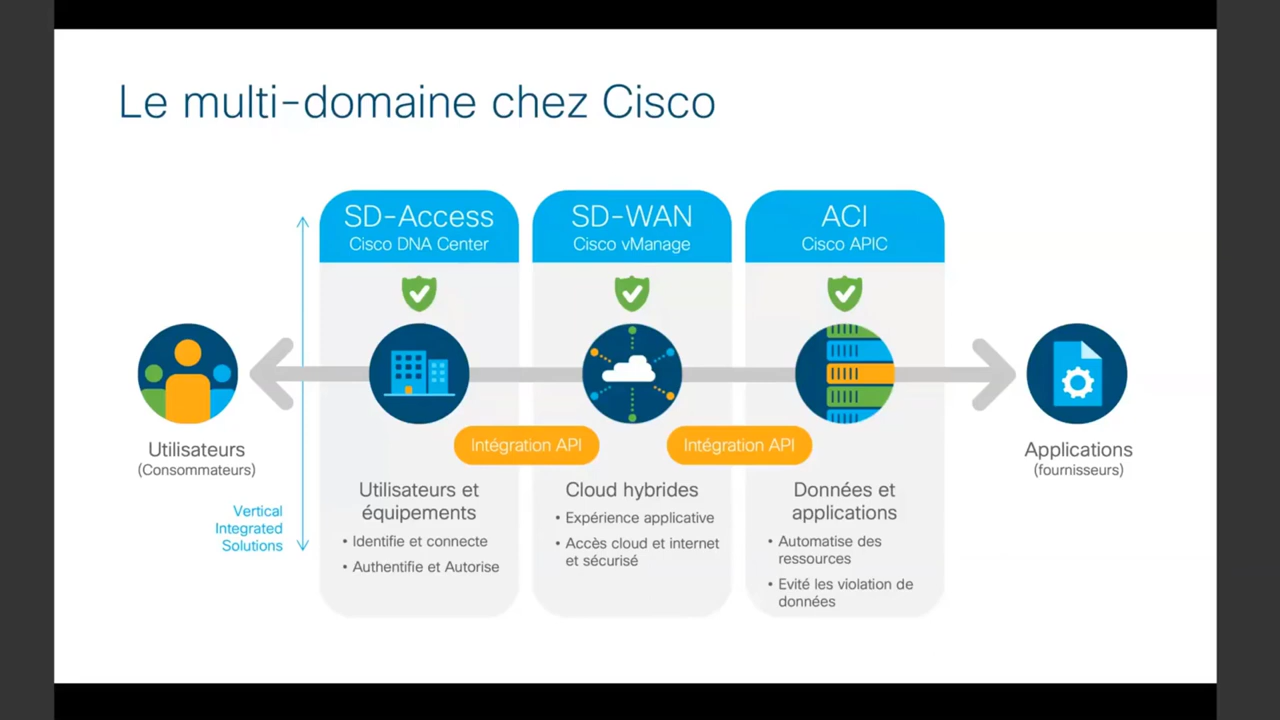 Le multi-domaine chez Cisco
SD-Access
Cisco DNA Center
SD-WAN
Cisco vManage
ACI
Cisco APIC
Utilisateurs
(Consommateurs)
Vertical
Integrated
Solutions
Intégration API
Intégration API
Utilisateurs et
équipements
• Identifie et connecte
• Authentifie et Autorise
Cloud hybrides
• Expérience applicative
• Accès cloud et internet
et sécurisé
Données et
applications
• Automatise des
ressources
• Evité les violation de
données
Applications
(fournisseurs)